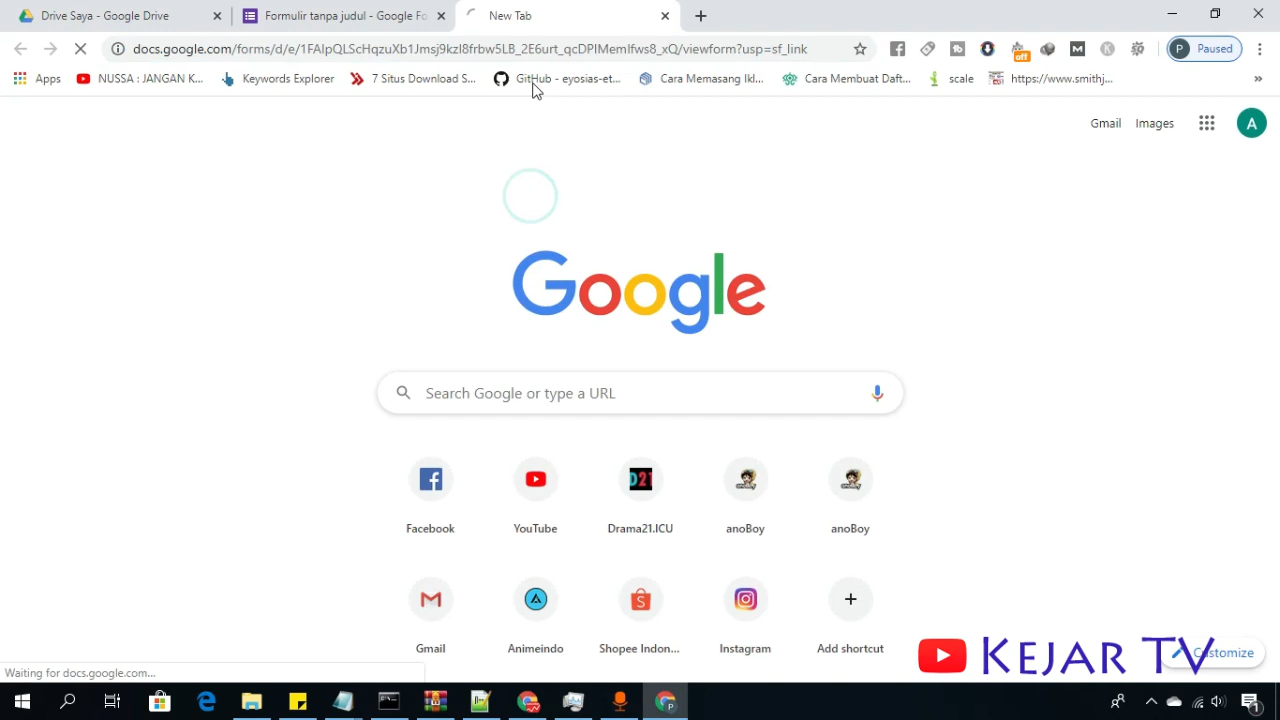 Drive Saya - Google Drive
Formulir tanpa judul - Google Fo
New Tab
docs.google.com/forms/d/e/1FAIpQLScHqzuXb1Jmsj9kzI8frbw5LB_2E6urt_qcDPIMemIfws8_xQ/viewform?usp=sf_link
off
P Paused
Apps
NUSSA : JANGAN K...
Keywords Explorer
7 Situs Download S...
GitHub - eyosias-et...
Cara Memasang Ikl...
Cara Membuat Daft...
scale
https://www.smithj...
Gmail
Images
A
Google
Search Google or type a URL
D21
Facebook
YouTube
Drama21.ICU
anoBoy
anoBoy
Gmail
Animeindo
Shopee Indon...
Instagram
Add shortcut
Customize
KEJAR TV
Waiting for docs.google.com...